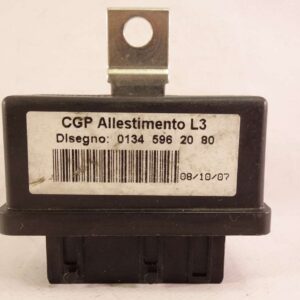 CGP Allestimento L3
Disegno: 0134 596 20 80
08/10/07